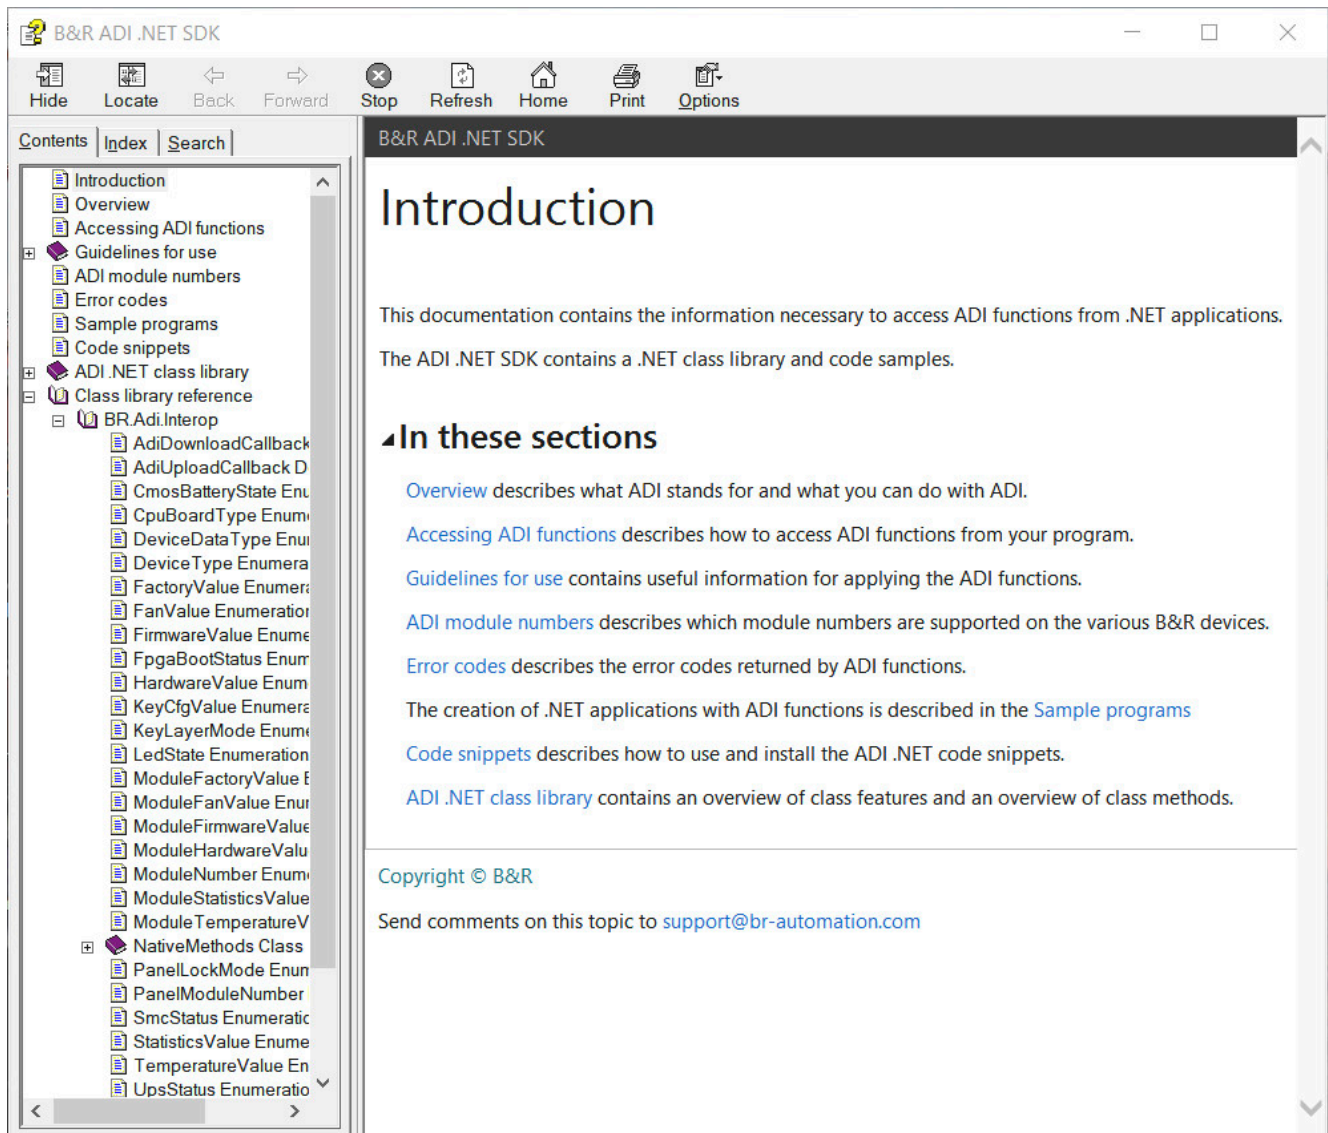 B&R ADI .NET SDK
Hide Locate Back Forward Stop Refresh Home Print Options
Contents Index Search
Introduction
Overview
Accessing ADI functions
Guidelines for use
ADI module numbers
Error codes
Sample programs
Code snippets
ADI .NET class library
Class library reference
BR.Adi.Interop
AdiDownloadCallback
AdiUploadCallback D
CmosBatteryState Enu
CpuBoardType Enum
DeviceDataType Enu
DeviceType Enumera
FactoryValue Enumera
FanValue Enumeration
FirmwareValue Enume
FpgaBootStatus Enum
HardwareValue Enum
KeyCfgValue Enumera
KeyLayerMode Enume
LedState Enumeration
ModuleFactoryValue E
ModuleFanValue Enu
ModuleFirmwareValue
ModuleHardwareValu
ModuleNumber Enum
ModuleStatisticsValue
ModuleTemperatureV
NativeMethods Class
PanelLockMode Enum
PanelModuleNumber
SmcStatus Enumeratio
StatisticsValue Enume
TemperatureValue En
UpsStatus Enumeratio
B&R ADI .NET SDK
Introduction
This documentation contains the information necessary to access ADI functions from .NET applications.
The ADI .NET SDK contains a .NET class library and code samples.
In these sections
Overview describes what ADI stands for and what you can do with ADI.
Accessing ADI functions describes how to access ADI functions from your program.
Guidelines for use contains useful information for applying the ADI functions.
ADI module numbers describes which module numbers are supported on the various B&R devices.
Error codes describes the error codes returned by ADI functions.
The creation of .NET applications with ADI functions is described in the Sample programs
Code snippets describes how to use and install the ADI .NET code snippets.
ADI .NET class library contains an overview of class features and an overview of class methods.
Copyright © B&R
Send comments on this topic to support@br-automation.com